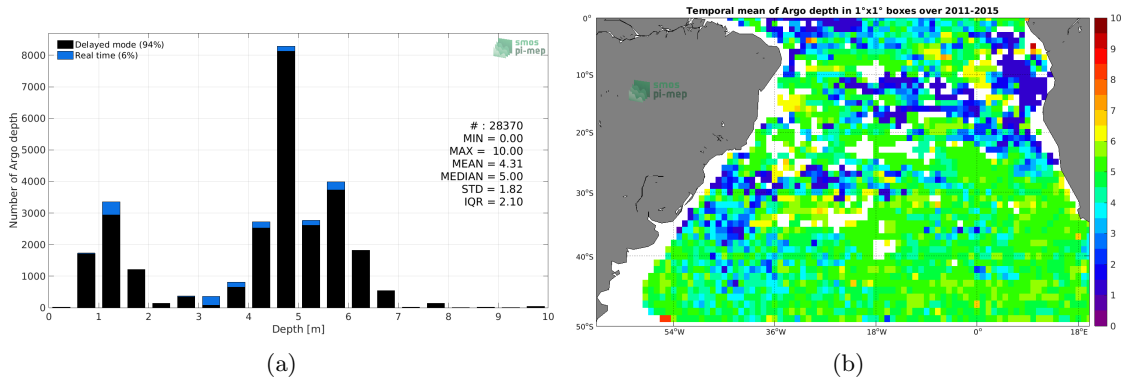 Delayed mode (94%)
Real time (6%)
smos
pi-mep
# : 28370
MIN = 0.00
MAX = 10.00
MEAN = 4.31
MEDIAN = 5.00
STD = 1.82
IQR = 2.10
Number of Argo depth
8000
7000
6000
5000
4000
3000
2000
1000
0
0 1 2 3 4 5 6 7 8 9 10
Depth [m]
(a)
Temporal mean of Argo depth in 1°x1° boxes over 2011-2015
smos
pi-mep
0°
10°S
20°S
30°S
40°S
50°S
54°W 36°W 18°W 0° 18°E
10
9
8
7
6
5
4
3
2
1
0
(b)